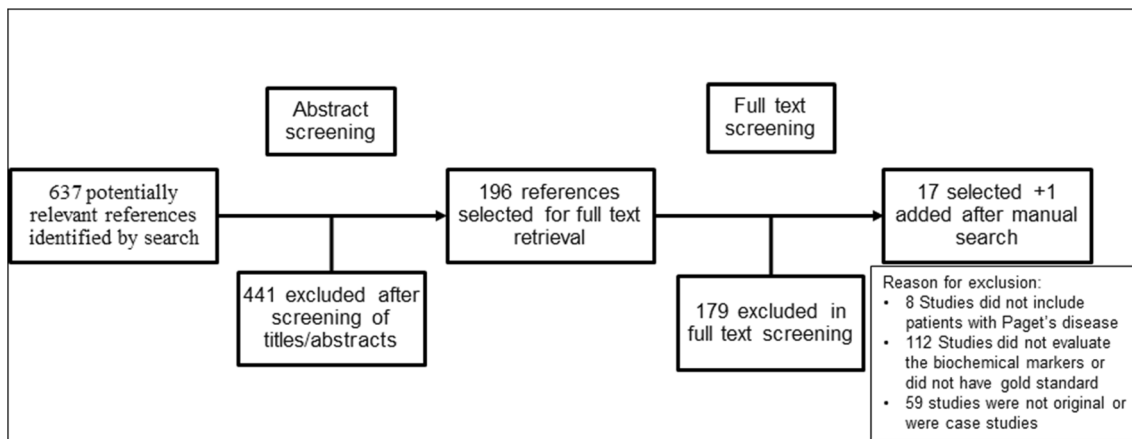 Abstract
screening
Full text
screening
637 potentially
relevant references
identified by search
196 references
selected for full text
retrieval
17 selected +1
added after manual
search
441 excluded after
screening of
titles/abstracts
179 excluded in
full text screening
Reason for exclusion:
• 8 Studies did not include
patients with Paget's disease
• 112 Studies did not evaluate
the biochemical markers or
did not have gold standard
• 59 studies were not original or
were case studies